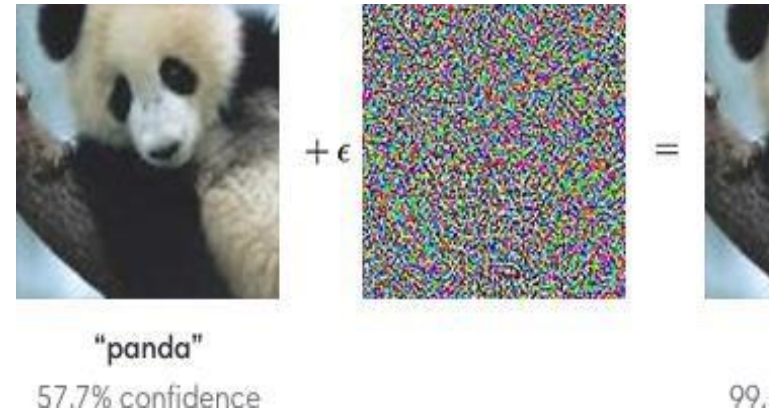 + ϵ
=
“panda”
57.7% confidence
99.